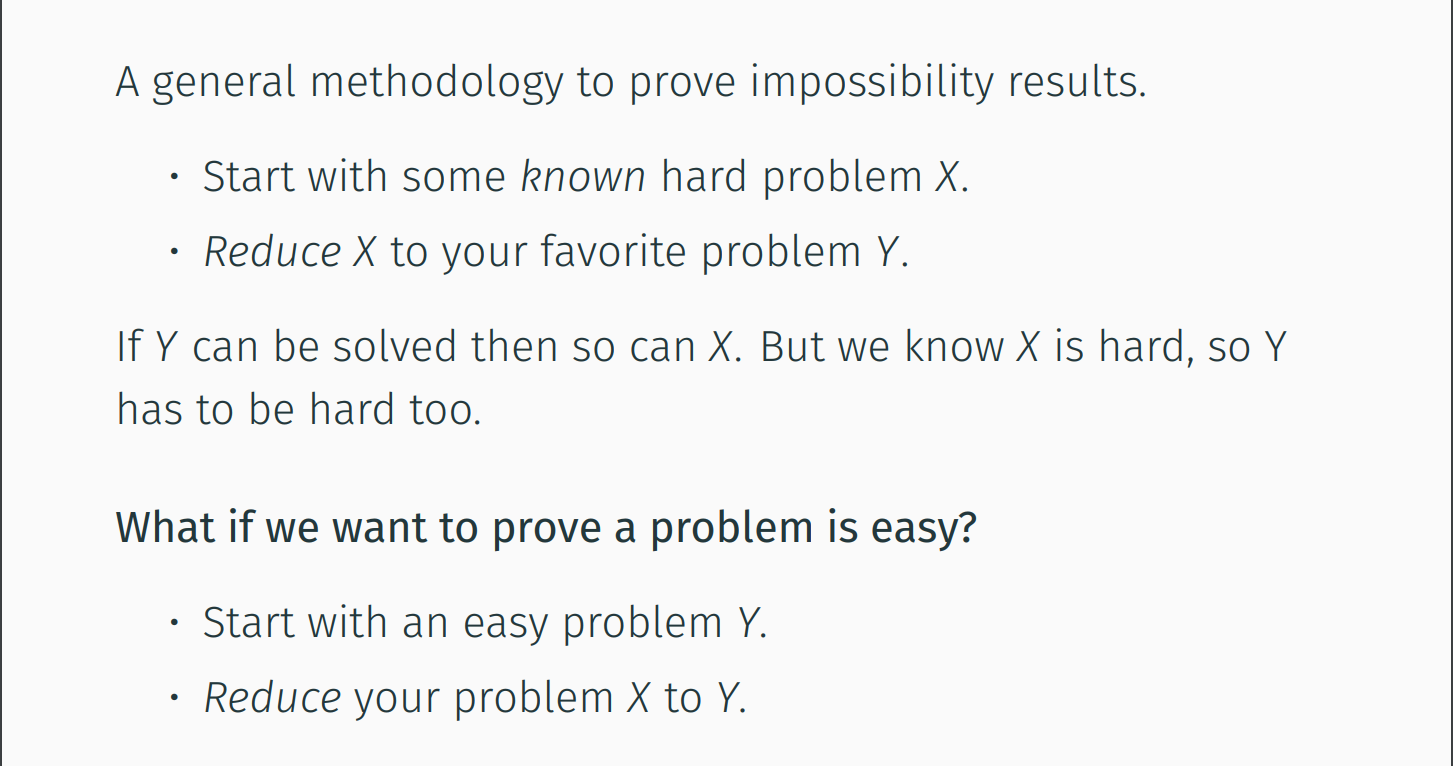 A general methodology to prove impossibility results.
• Start with some known hard problem X.
• Reduce X to your favorite problem Y.
If Y can be solved then so can X. But we know X is hard, so Y
has to be hard too.
What if we want to prove a problem is easy?
• Start with an easy problem Y.
• Reduce your problem X to Y.